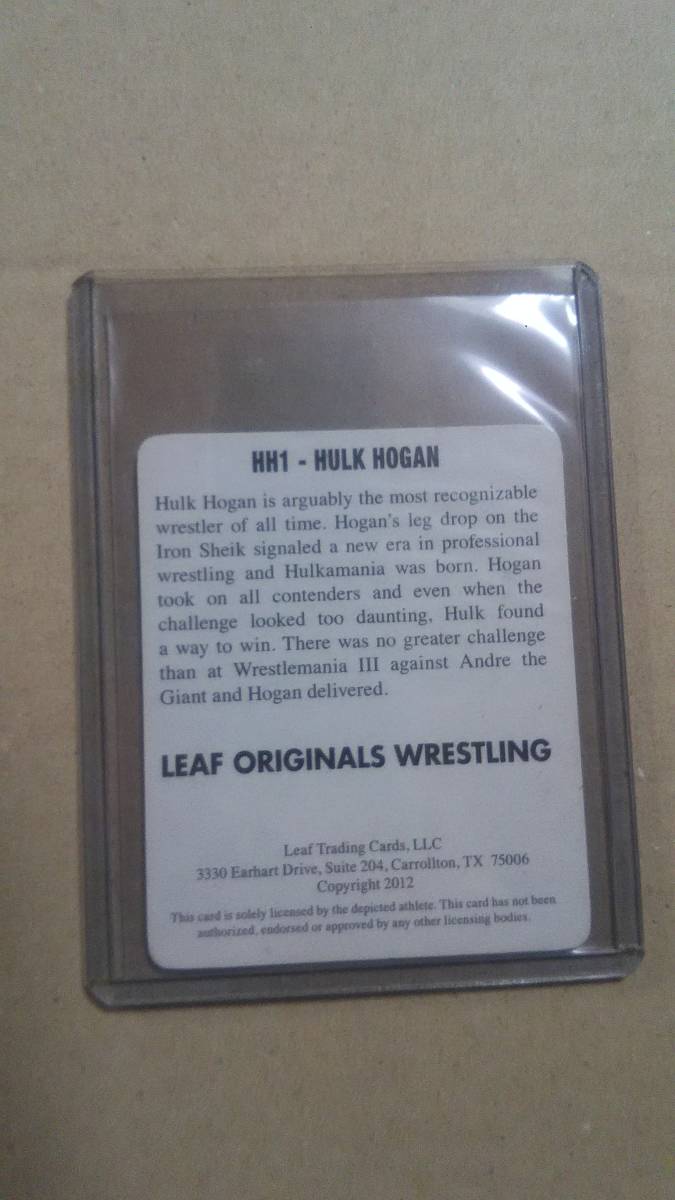 HH1 - HULK HOGAN
Hulk Hogan is arguably the most recognizable
wrestler of all time. Hogan's leg drop on the
Iron Sheik signaled a new era in professional
wrestling and Hulkamania was born. Hogan
took on all contenders and even when the
challenge looked too daunting, Hulk found
a way to win. There was no greater challenge
than at Wrestlemania III against Andre the
Giant and Hogan delivered.
LEAF ORIGINALS WRESTLING
Leaf Trading Cards, LLC
3330 Earhart Drive, Suite 204, Carrollton, TX 75006
Copyright 2012
This card is solely licensed by the depicted athlete. This card has not been
authorized, endorsed or approved by any other licensing bodies.